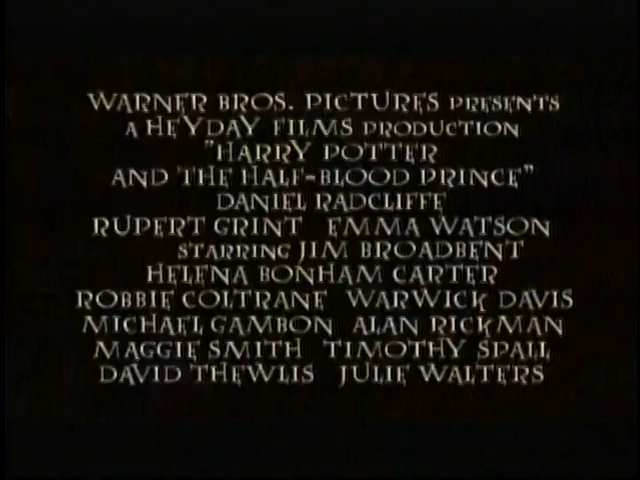 WARNER BROS. PICTURES PRESENTS
A HEYDAY FILMS PRODUCTION
"HARRY POTTER
AND THE HALF-BLOOD PRINCE"
DANIEL RADCLIFFE
RUPERT GRINT EMMA WATSON
STARRING JIM BROADBENT
HELENA BONHAM CARTER
ROBBIE COLTRANE WARWICK DAVIS
MICHAEL GAMBON ALAN RICKMAN
MAGGIE SMITH TIMOTHY SPALL
DAVID THEWLIS JULIE WALTERS